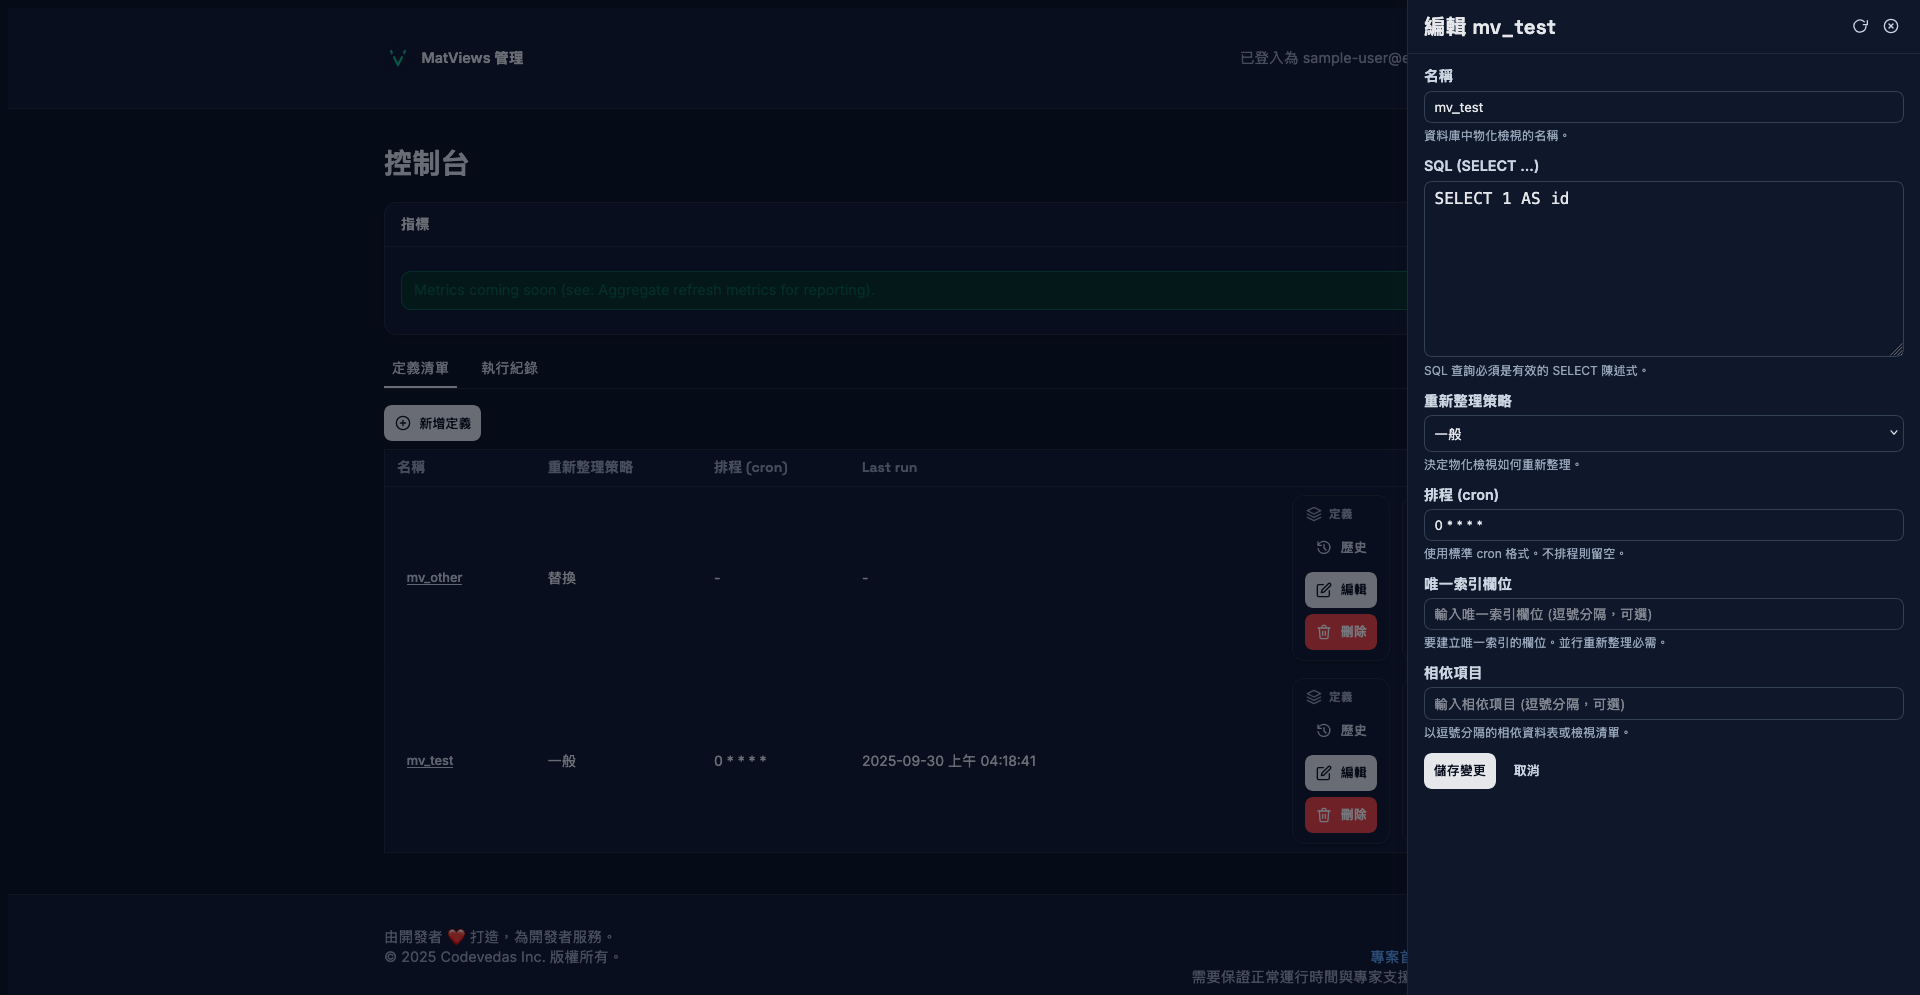 MatViews 管理
已登入為 sample-user@e
控制台
指標
Metrics coming soon (see: Aggregate refresh metrics for reporting).
定義清單 執行紀錄
新增定義
名稱 重新整理策略 排程 (cron) Last run
定義
歷史
mv_other 替換 - -
編輯
刪除
定義
歷史
mv_test 一般 0 * * * * 2025-09-30 上午 04:18:41
編輯
刪除
由開發者 ❤️ 打造，為開發者服務。
© 2025 Codevedas Inc. 版權所有。
專案首
需要保證正常運行時間與專家支援
編輯 mv_test
名稱
mv_test
資料庫中物化檢視的名稱。
SQL (SELECT ...)
SELECT 1 AS id
SQL 查詢必須是有效的 SELECT 陳述式。
重新整理策略
一般
決定物化檢視如何重新整理。
排程 (cron)
0 * * * *
使用標準 cron 格式。不排程則留空。
唯一索引欄位
輸入唯一索引欄位 (逗號分隔，可選)
要建立唯一索引的欄位。並行重新整理必需。
相依項目
輸入相依項目 (逗號分隔，可選)
以逗號分隔的相依資料表或檢視清單。
儲存變更 取消